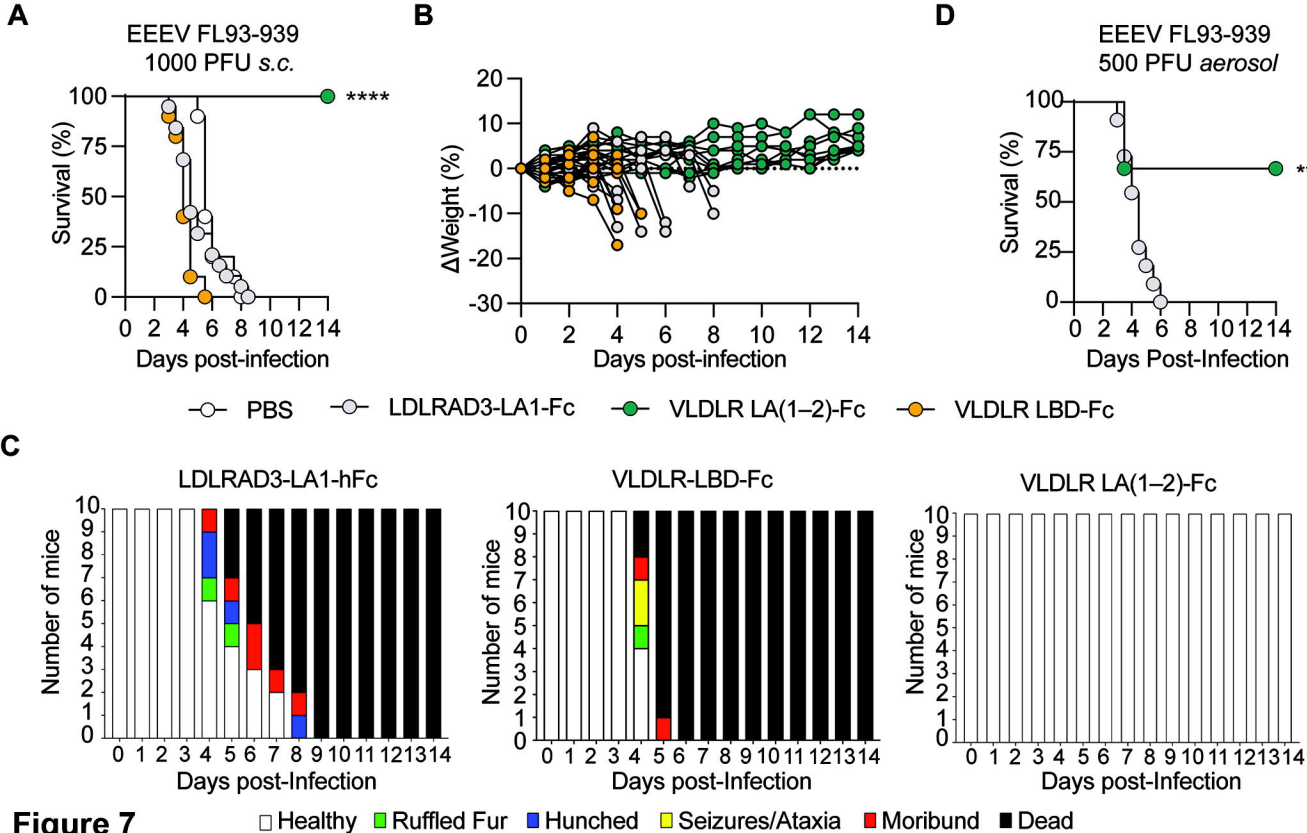 A
EEEV FL93-939
1000 PFU s.c.
100
75
50
25
0
Survival (%)
****
0 2 4 6 8 10 12 14
Days post-infection
B
20
10
0
-10
-20
-30
ΔWeight (%)
0 2 4 6 8 10 12 14
Days post-infection
D
EEEV FL93-939
500 PFU aerosol
100
75
50
25
0
Survival (%)
**
0 2 4 6 8 10 12 14
Days Post-Infection
PBS LDLRAD3-LA1-Fc VLDLR LA(1–2)-Fc VLDLR LBD-Fc
C
LDLRAD3-LA1-hFc
10
9
8
7
6
5
4
3
2
1
0
Number of mice
0 1 2 3 4 5 6 7 8 9 10 11 12 13 14
Days post-Infection
VLDLR-LBD-Fc
10
9
8
7
6
5
4
3
2
1
0
Number of mice
0 1 2 3 4 5 6 7 8 9 10 11 12 13 14
Days post-Infection
VLDLR LA(1–2)-Fc
10
9
8
7
6
5
4
3
2
1
0
Number of mice
0 1 2 3 4 5 6 7 8 9 10 11 12 13 14
Days post-Infection
Figure 7
Healthy Ruffled Fur Hunched Seizures/Ataxia Moribund Dead